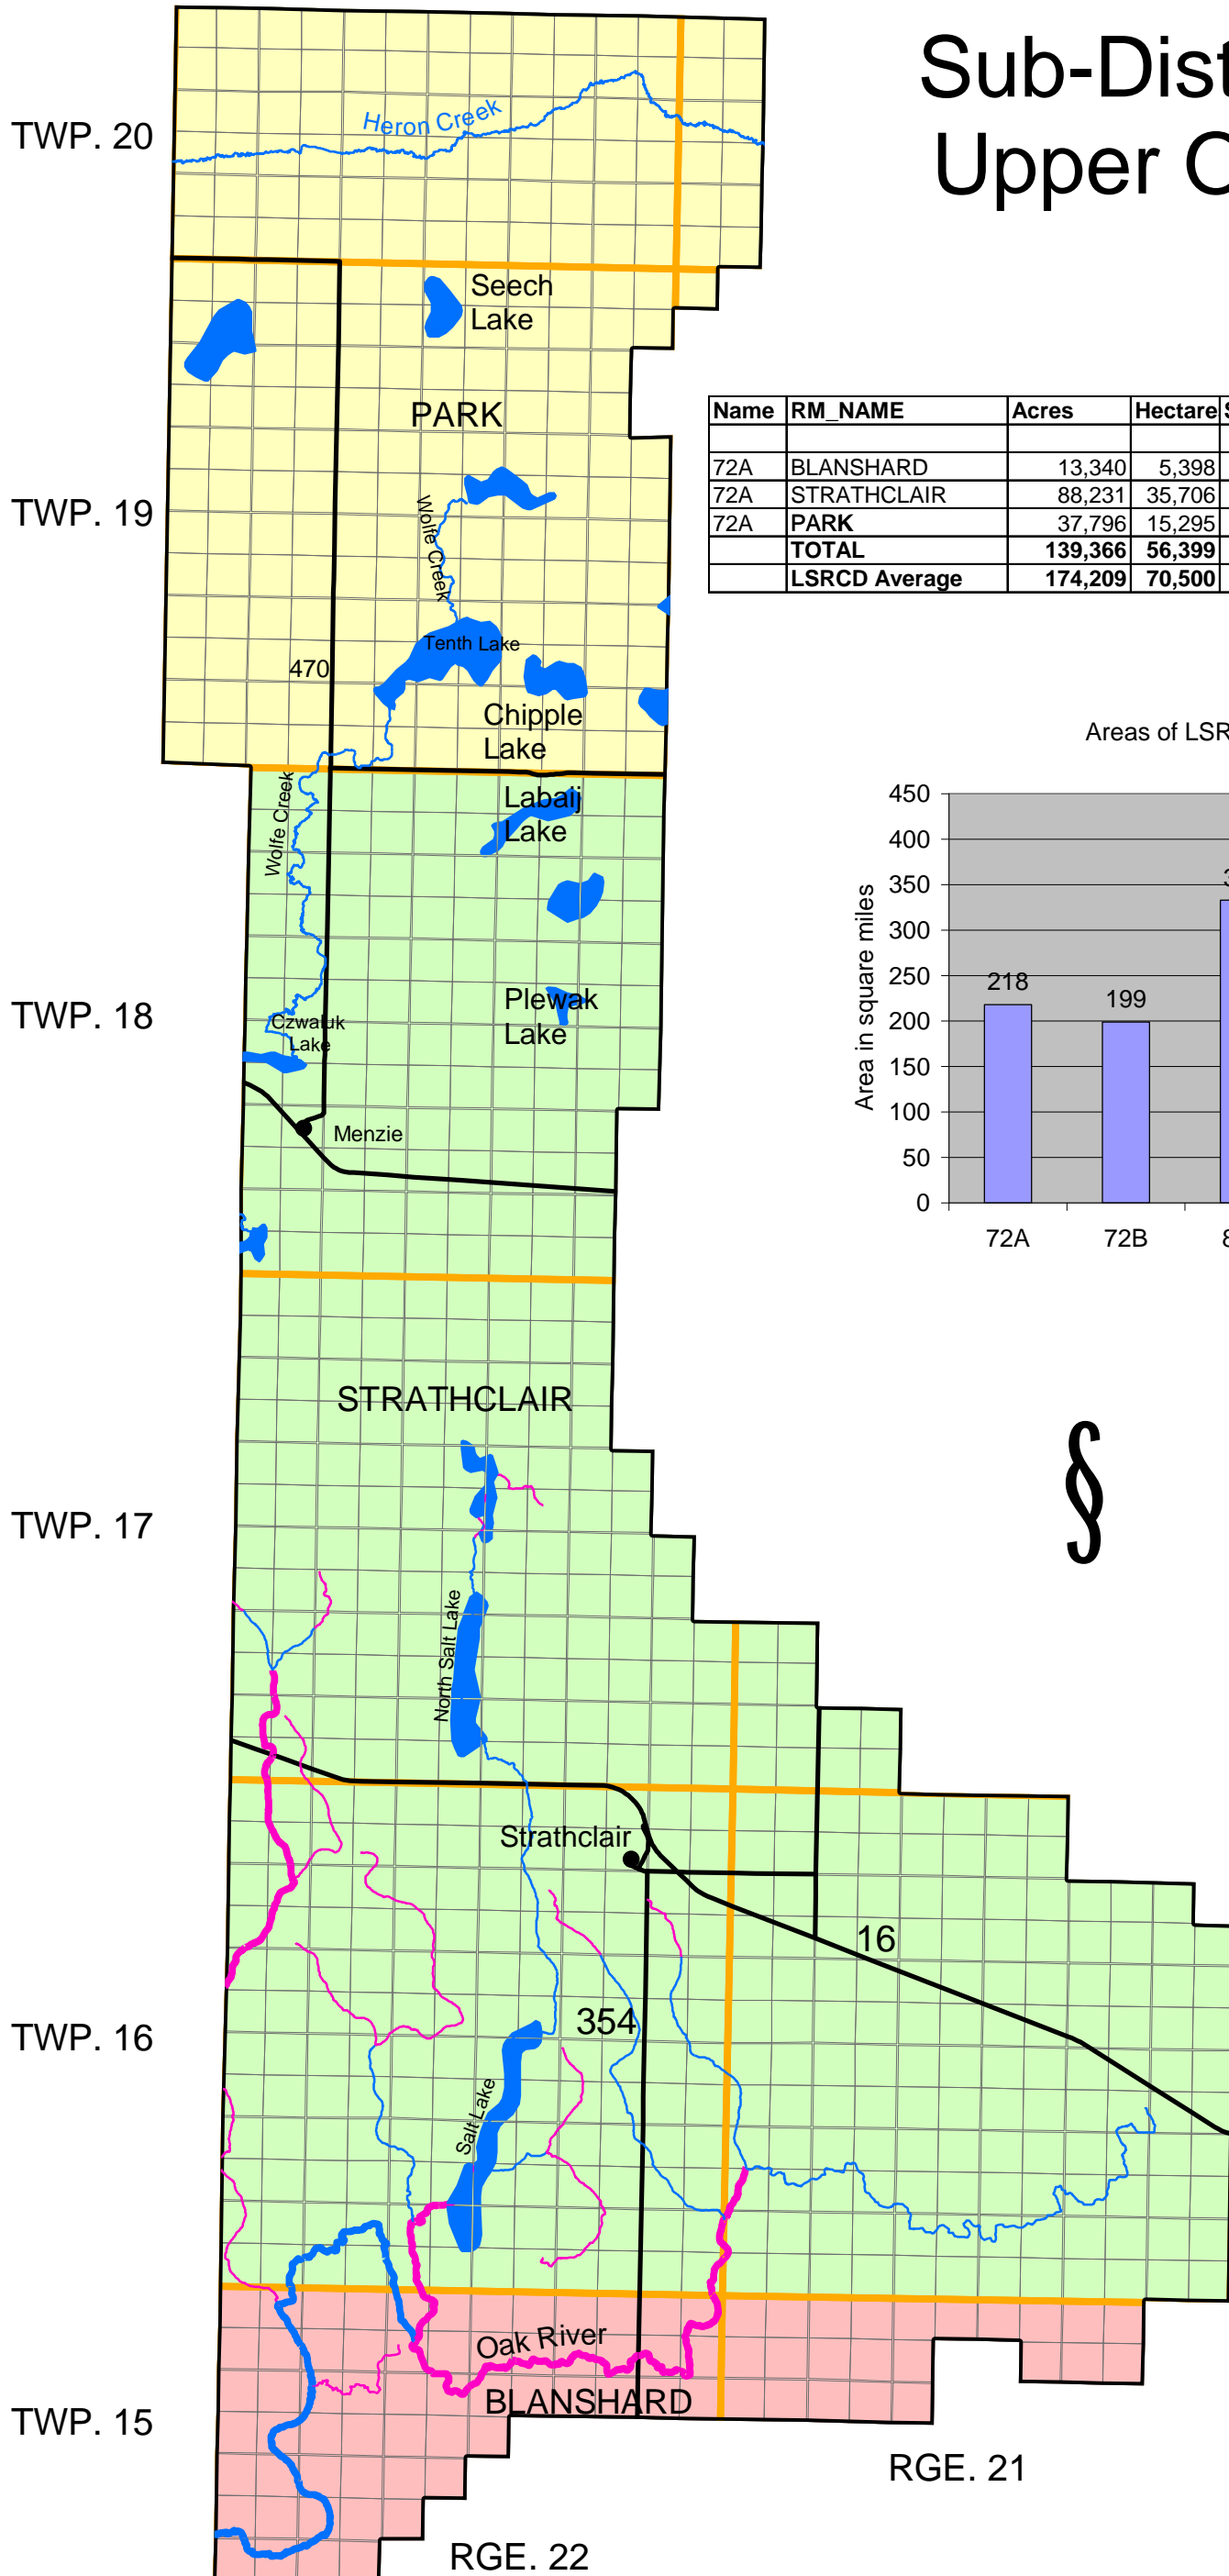 Sub-Dist
Upper O
TWP. 20
Heron Creek
Seech
Lake
PARK
Name RM_NAME Acres Hectare S
72A BLANSHARD 13,340 5,398
72A STRATHCLAIR 88,231 35,706
72A PARK 37,796 15,295
TOTAL 139,366 56,399
LSRCD Average 174,209 70,500
TWP. 19
Wolfe Creek
Tenth Lake
470
Chipple
Lake
Areas of LSR
Wolfe Creek
Labaij
Lake
450
400
350
300
250
200
150
100
50
0
Area in square miles
218
199
3
72A
72B
8
TWP. 18
Plewak
Lake
Czwaluk
Lake
Menzie
STRATHCLAIR
§
TWP. 17
North Salt Lake
Strathclair
16
354
TWP. 16
Salt Lake
Oak River
BLANSHARD
TWP. 15
RGE. 21
RGE. 22